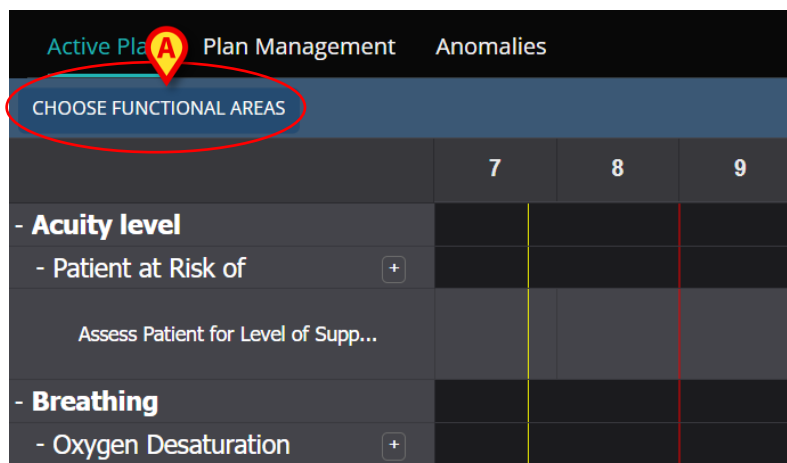 Active Pla A Plan Management Anomalies
CHOOSE FUNCTIONAL AREAS
7 8 9
- Acuity level
- Patient at Risk of +
Assess Patient for Level of Supp...
- Breathing
- Oxygen Desaturation +